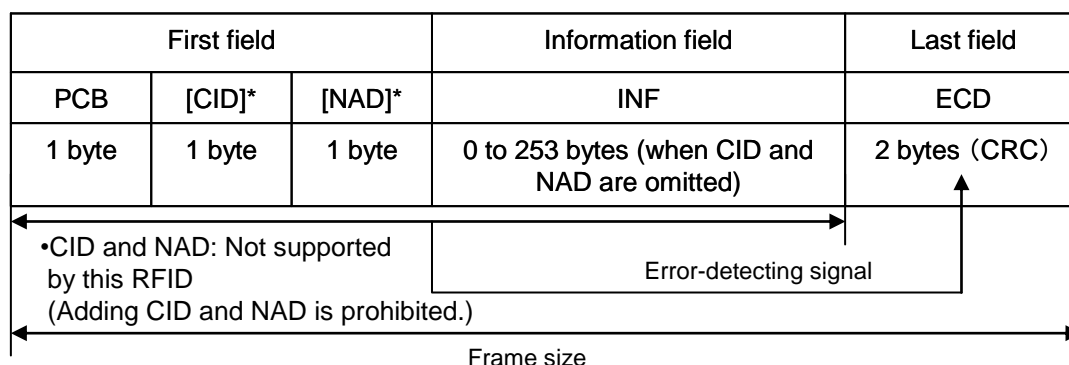 First field Information field Last field
PCB [CID]* [NAD]* INF ECD
1 byte 1 byte 1 byte 0 to 253 bytes (when CID and NAD are omitted) 2 bytes（CRC）
•CID and NAD: Not supported
by this RFID
(Adding CID and NAD is prohibited.)
Error-detecting signal
Frame size